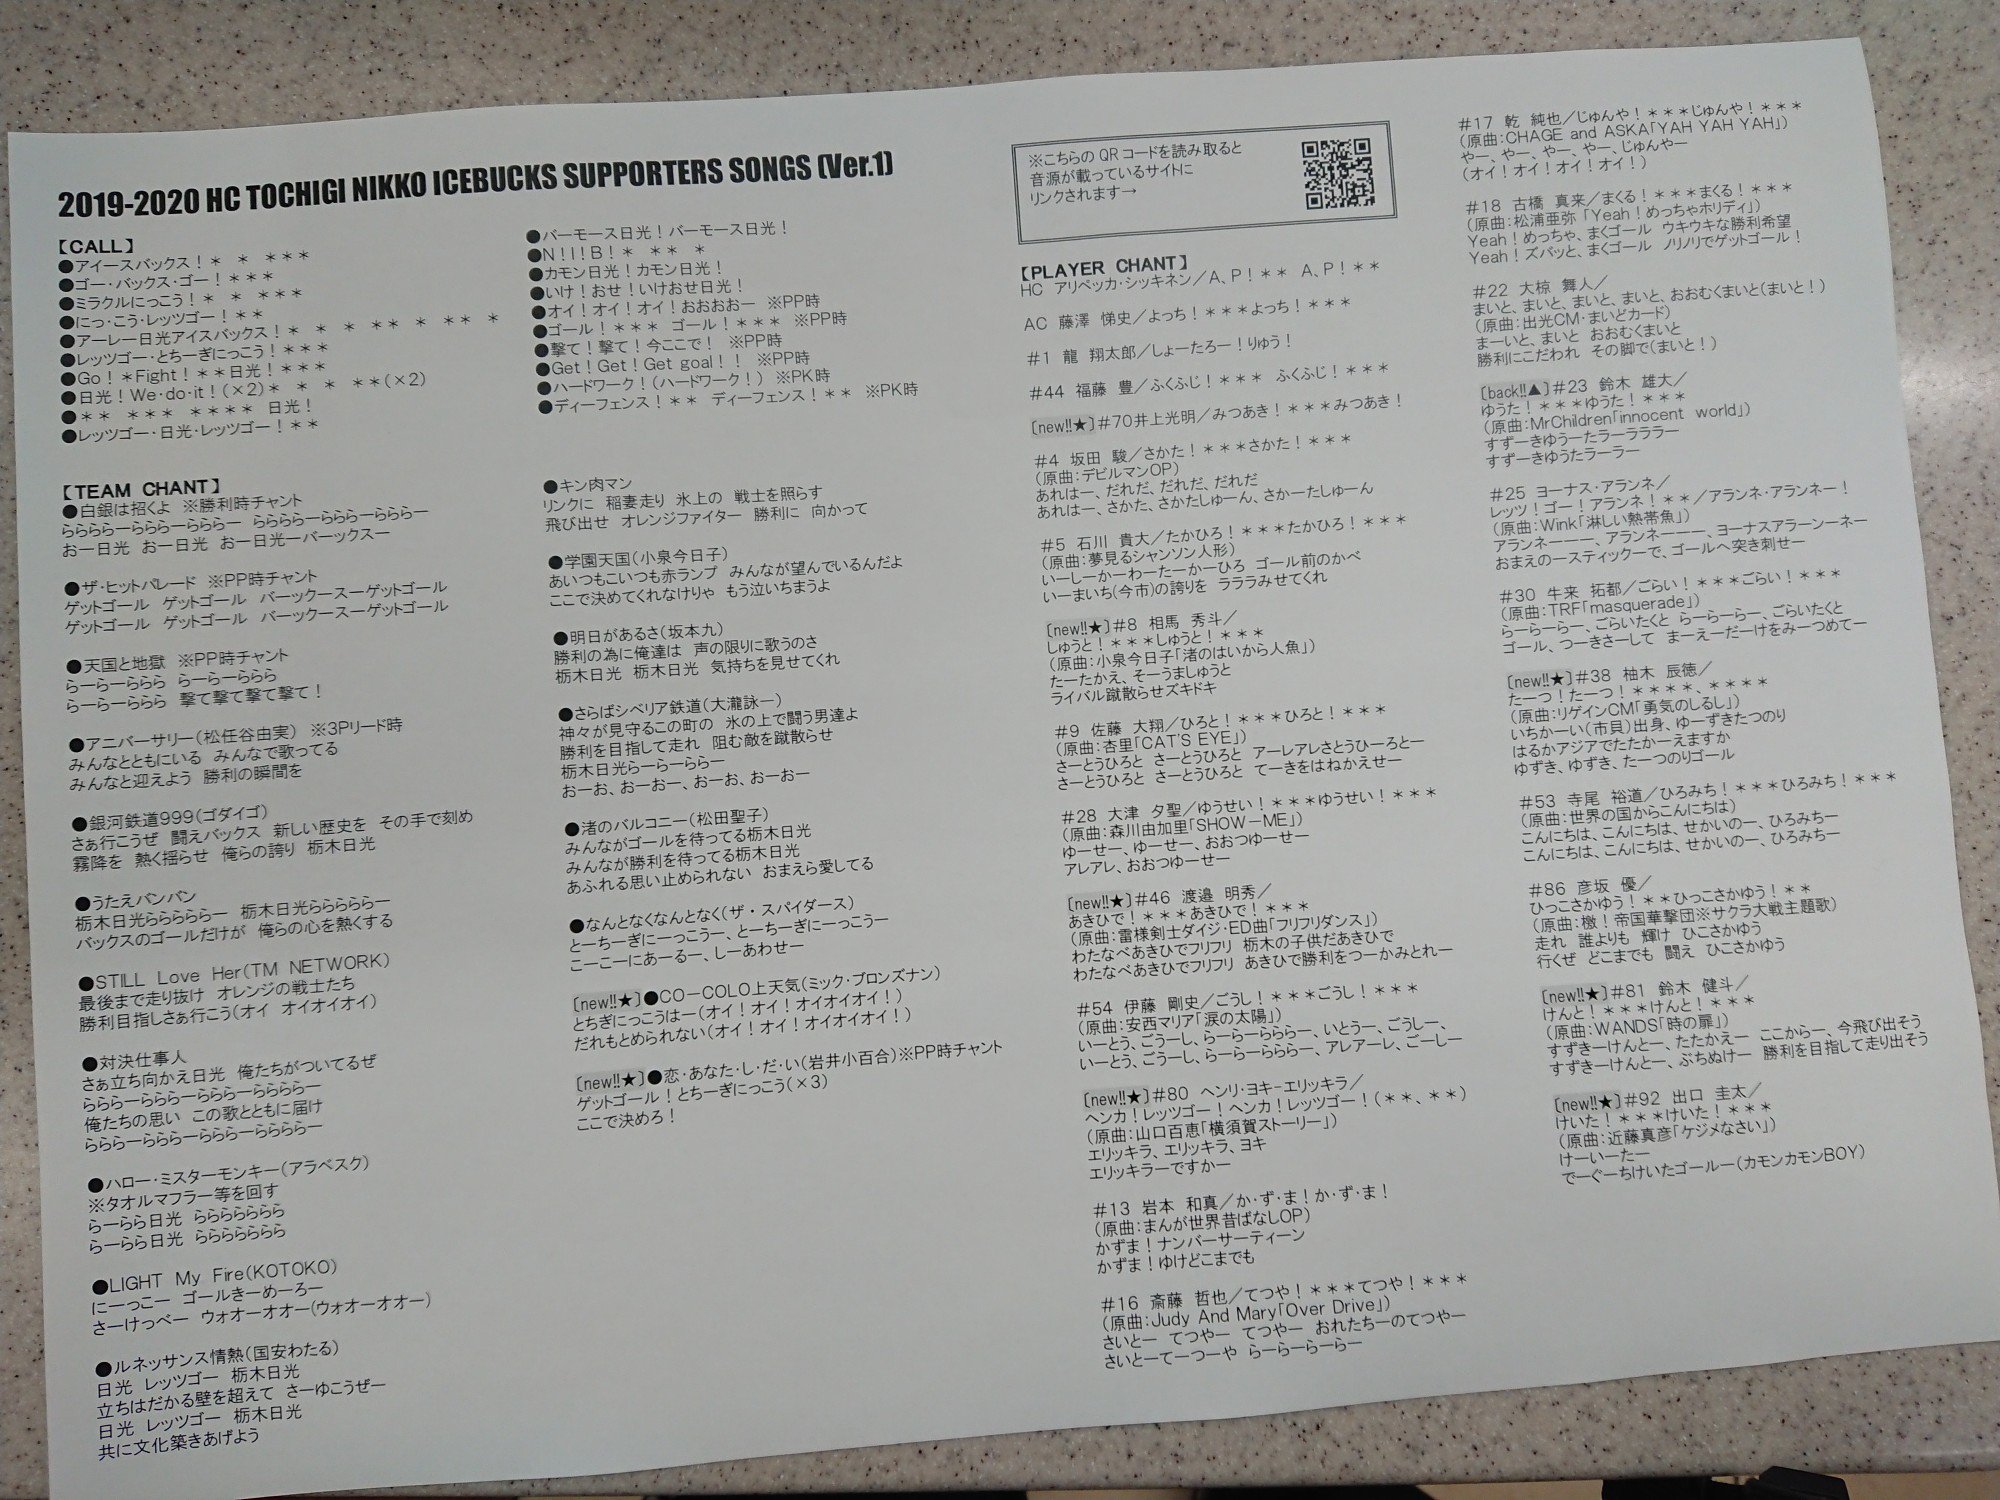 2019-2020 HC TOCHIGI NIKKO ICEBUCKS SUPPORTERS SONGS (Ver.1)
【CALL】
●アイースバックス！＊　＊　＊＊＊
●ゴー・バックス・ゴー！＊＊＊
●ミラクルにっこう！＊　＊　＊＊＊
●にっ・こう・レッツゴー！＊＊
●アーレー日光アイスバックス！＊　＊　＊　＊＊　＊　＊＊　＊
●レッツゴー・とちーぎにっこう！＊＊＊
●Go！＊Fight！＊＊日光！＊＊＊
●日光！We・do・it！(×2)＊　＊　＊　＊＊(×2)
●＊＊　＊＊＊　＊＊＊＊　日光！
●レッツゴー・日光・レッツゴー！＊＊
●バーモース日光！バーモース日光！
●N！I！B！＊　＊＊　＊
●カモン日光！カモン日光！
●いけ！おせ！いけおせ日光！
●オイ！オイ！オイ！おおおおー　※PP時
●ゴール！＊＊＊　ゴール！＊＊＊　※PP時
●撃て！撃て！今ここで！　※PP時
●Get！Get！Get goal！！　※PP時
●ハードワーク！(ハードワーク！)　※PK時
●ディーフェンス！＊＊　ディーフェンス！＊＊　※PK時
【TEAM CHANT】
●白銀は招くよ　※勝利時チャント
ららららーらららーらららー　ららららーらららーらららー
おー日光　おー日光　おー日光ーバーックスー
●ザ・ヒットパレード　※PP時チャント
ゲットゴール　ゲットゴール　バーックースーゲットゴール
ゲットゴール　ゲットゴール　バーックースーゲットゴール
●天国と地獄　※PP時チャント
らーらーららら　らーらーららら
らーらーららら　撃て撃て撃て撃て！
●アニバーサリー(松任谷由実)　※3Pリード時
みんなとともにいる　みんなで歌ってる
みんなと迎えよう　勝利の瞬間を
●銀河鉄道999(ゴダイゴ)
さぁ行こうぜ　闘えバックス　新しい歴史を　その手で刻め
霧降を　熱く揺らせ　俺らの誇り　栃木日光
●うたえバンバン
栃木日光らららららー　栃木日光ららららららー
バックスのゴールだけが　俺らの心を熱くする
●STILL Love Her(TM NETWORK)
最後まで走り抜け　オレンジの戦士たち
勝利目指しさぁ行こう(オイ　オイオイオイ)
●対決仕事人
さぁ立ち向かえ日光　俺たちがついてるぜ
らららーらららーらららーららららー
俺たちの思い　この歌とともに届け
らららーらららーらららーららららー
●ハロー・ミスターモンキー(アラベスク)
※タオルマフラー等を回す
らーらら日光　ららららららら
らーらら日光　ららららららら
●LIGHT My Fire(KOTOKO)
にーっこー　ゴールきーめーろー
さーけっべー　ウォオーオオー(ウォオーオオー)
●ルネッサンス情熱(国安わたる)
日光　レッツゴー　栃木日光
立ちはだかる壁を超えて　さーゆこうぜー
日光　レッツゴー　栃木日光
共に文化築きあげよう
●キン肉マン
リンクに　稲妻走り　氷上の　戦士を照らす
飛び出せ　オレンジファイター　勝利に　向かって
●学園天国(小泉今日子)
あいつもこいつも赤ランプ　みんなが望んでいるんだよ
ここで決めてくれなけりゃ　もう泣いちまうよ
●明日があるさ(坂本九)
勝利の為に俺達は　声の限りに歌うのさ
栃木日光　栃木日光　気持ちを見せてくれ
●さらばシベリア鉄道(大瀧詠一)
神々が見守るこの町の　氷の上で闘う男達よ
勝利を目指して走れ　阻む敵を蹴散らせ
栃木日光らーらーららー
おーお、おーおー、おーお、おーおー
●渚のバルコニー(松田聖子)
みんながゴールを待ってる栃木日光
みんなが勝利を待ってる栃木日光
あふれる思い止められない　おまえら愛してる
●なんとなくなんとなく(ザ・スパイダース)
とーちーぎにーっこうー、とーちーぎにーっこうー
こーこーにあーるー、しーあわせー
[new!!★]●CO－COLO上天気(ミック・ブロンズナン)
とちぎにっこうはー(オイ！オイ！オイオイオイ！)
だれもとめられない(オイ！オイ！オイオイオイ！)
[new!!★]●恋・あなた・し・だ・い(岩井小百合)※PP時チャント
ゲットゴール！とちーぎにっこう(×3)
ここで決めろ！
※こちらの QR コードを読み取ると
音源が載っているサイトに
リンクされます→
【PLAYER CHANT】
HC　アリペッカ・シッキネン／A、P！＊＊　A、P！＊＊
AC　藤澤　悌史／よっち！＊＊＊よっち！＊＊＊
＃1　龍　翔太郎／しょーたろー！りゅう！
＃44　福藤　豊／ふくふじ！＊＊＊　ふくふじ！＊＊＊
[new!!★]＃70井上光明／みつあき！＊＊＊みつあき！
＃4　坂田　駿／さかた！＊＊＊さかた！＊＊＊
(原曲：デビルマンOP)
あれはー、だれだ、だれだ、だれだ
あれはー、さかた、さかたしゅーん、さかーたしゅーん
＃5　石川　貴大／たかひろ！＊＊＊たかひろ！＊＊＊
(原曲：夢見るシャンソン人形)
いーしーかーわーたーかーひろ　ゴール前のかべ
いーまいち(今市)の誇りを　ラララみせてくれ
[new!!★]＃8　相馬　秀斗／
しゅうと！＊＊＊しゅうと！＊＊＊
(原曲：小泉今日子「渚のはいから人魚」)
たーたかえ、そーうましゅうと
ライバル蹴散らせズキドキ
＃9　佐藤　大翔／ひろと！＊＊＊ひろと！＊＊＊
(原曲：杏里「CAT'S EYE」)
さーとうひろと　さーとうひろと　アーレアレさとうひーろとー
さーとうひろと　さーとうひろと　てーきをはねかえせー
＃28　大津　夕聖／ゆうせい！＊＊＊ゆうせい！＊＊＊
(原曲：森川由加里「SHOW－ME」)
ゆーせー、ゆーせー、おおつゆーせー
アレアレ、おおつゆーせー
[new!!★]＃46　渡邉　明秀／
あきひで！＊＊＊あきひで！＊＊＊
(原曲：雷様剣士ダイジ・ED曲「フリフリダンス」)
わたなべあきひでフリフリ　栃木の子供だあきひで
わたなべあきひでフリフリ　あきひで勝利をつーかみとれー
＃54　伊藤　剛史／ごうし！＊＊＊ごうし！＊＊＊
(原曲：安西マリア「涙の太陽」)
いーとう、ごうーし、らーらーらららー、いとうー、ごうしー、
いーとう、ごうーし、らーらーらららー、アレアーレ、ごーしー
[new!!★]＃80　ヘンリ・ヨキ-エリッキラ／
ヘンカ！レッツゴー！ヘンカ！レッツゴー！(＊＊、＊＊)
(原曲：山口百恵「横須賀ストーリー」)
エリッキラ、エリッキラ、ヨキ
エリッキラーですかー
＃13　岩本　和真／か・ず・ま！か・ず・ま！
(原曲：まんが世界昔ばなしOP)
かずま！ナンバーサーティーン
かずま！ゆけどこまでも
＃16　斎藤　哲也／てつや！＊＊＊てつや！＊＊＊
(原曲：Judy And Mary「Over Drive」)
さいとー　てつやー　てつやー　おれたちーのてつやー
さいとーてーつーや　らーらーらーらー
＃17　乾　純也／じゅんや！＊＊＊じゅんや！＊＊＊
(原曲：CHAGE and ASKA「YAH YAH YAH」)
やー、やー、やー、やー、じゅんやー
(オイ！オイ！オイ！オイ！)
＃18　古橋　真来／まくる！＊＊＊まくる！＊＊＊
(原曲：松浦亜弥 「Yeah！めっちゃホリディ」)
Yeah！めっちゃ、まくゴール　ウキウキな勝利希望
Yeah！ズバッと、まくゴール　ノリノリでゲットゴール！
＃22　大椋　舞人／
まいと、まいと、まいと、まいと、おおむくまいと(まいと！)
(原曲：出光CM・まいどカード)
まーいと、まいと　おおむくまいと
勝利にこだわれ　その脚で(まいと！)
[back!!▲]＃23　鈴木　雄大／
ゆうた！＊＊＊ゆうた！＊＊＊
(原曲：MrChildren「innocent world」)
すずーきゆうーたラーララララー
すずーきゆうたラーラー
＃25　ヨーナス・アランネ／
レッツ！ゴー！アランネ！＊＊／アランネ・アランネー！
(原曲：Wink「淋しい熱帯魚」)
アランネーーー、アランネーーー、ヨーナスアラーンーネー
おまえのースティックーで、ゴールへ突き刺せー
＃30　牛来　拓都／ごらい！＊＊＊ごらい！＊＊＊
(原曲：TRF「masquerade」)
らーらーらー、ごらいたくと　らーらーらー、ごらいたくと
ゴール、つーきさーして　まーえーだーけをみーつめてー
[new!!★]＃38　柚木　辰徳／
たーつ！たーつ！＊＊＊＊、＊＊＊＊
(原曲：リゲインCM「勇気のしるし」)
いちかーい(市貝)出身、ゆーずきたつのり
はるかアジアでたたかーえますか
ゆずき、ゆずき、たーつのりゴール
＃53　寺尾　裕道／ひろみち！＊＊＊ひろみち！＊＊＊
(原曲：世界の国からこんにちは)
こんにちは、こんにちは、せかいのー、ひろみちー
こんにちは、こんにちは、せかいのー、ひろみちー
＃86　彦坂　優／
ひっこさかゆう！＊＊ひっこさかゆう！＊＊
(原曲：檄！帝国華撃団※サクラ大戦主題歌)
走れ　誰よりも　輝け　ひこさかゆう
行くぜ　どこまでも　闘え　ひこさかゆう
[new!!★]＃81　鈴木　健斗／
けんと！＊＊＊けんと！＊＊＊
(原曲：WANDS「時の扉」)
すずきーけんとー、たたかえー　ここからー、今飛び出そう
すずきーけんとー、ぶちぬけー　勝利を目指して走り出そう
[new!!★]＃92　出口　圭太／
けいた！＊＊＊けいた！＊＊＊
(原曲：近藤真彦「ケジメなさい」)
けーいーたー
でーぐーちけいたゴールー(カモンカモンBOY)